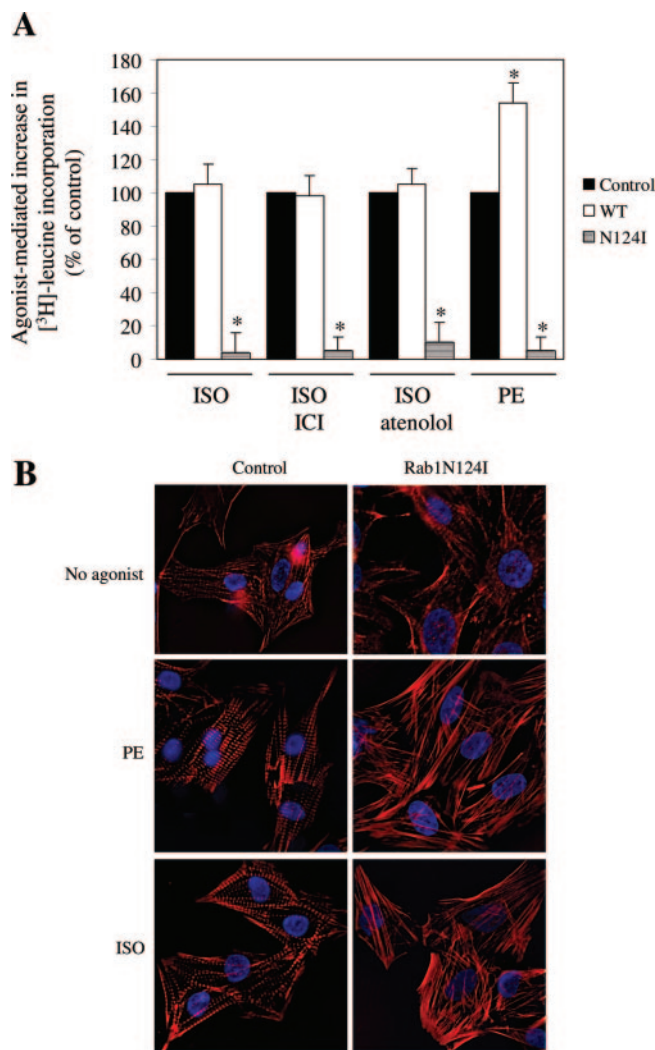 A
Agonist-mediated increase in
[³H]-leucine incorporation
(% of control)
180
160
140
120
100
80
60
40
20
0
*
*
*
*
*
Control
WT
N124I
ISO
ISO
ICI
ISO
atenolol
PE
B
Control
Rab1N124I
No agonist
PE
ISO